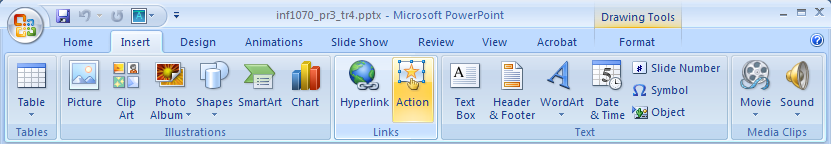 inf1070_pr3_tr4.pptx - Microsoft PowerPoint
Drawing Tools
Home Insert Design Animations Slide Show Review View Acrobat Format
Table
Picture
Clip
Art
Photo
Album
Shapes
SmartArt
Chart
Hyperlink
Action
Text
Box
Header
& Footer
WordArt
Date
& Time
Slide Number
Symbol
Object
Movie
Sound
Tables Illustrations Links Text Media Clips